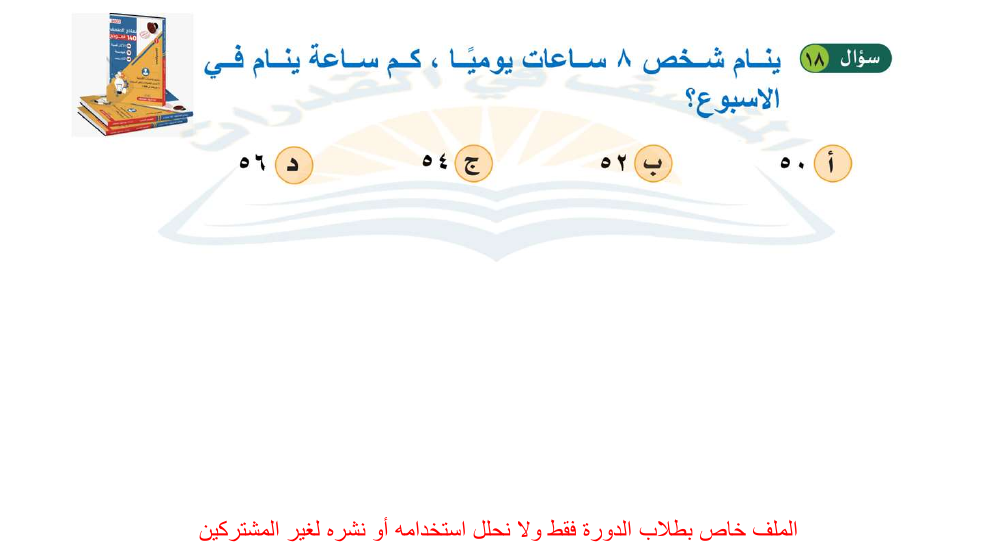 سؤال ١٨
ينام شخص ٨ ساعات يوميًا ، كم ساعة ينام في
الاسبوع؟
أ ٥٠
ب ٥٢
ج ٥٤
د ٥٦
الملف خاص بطلاب الدورة فقط ولا نحلل استخدامه أو نشره لغير المشتركين